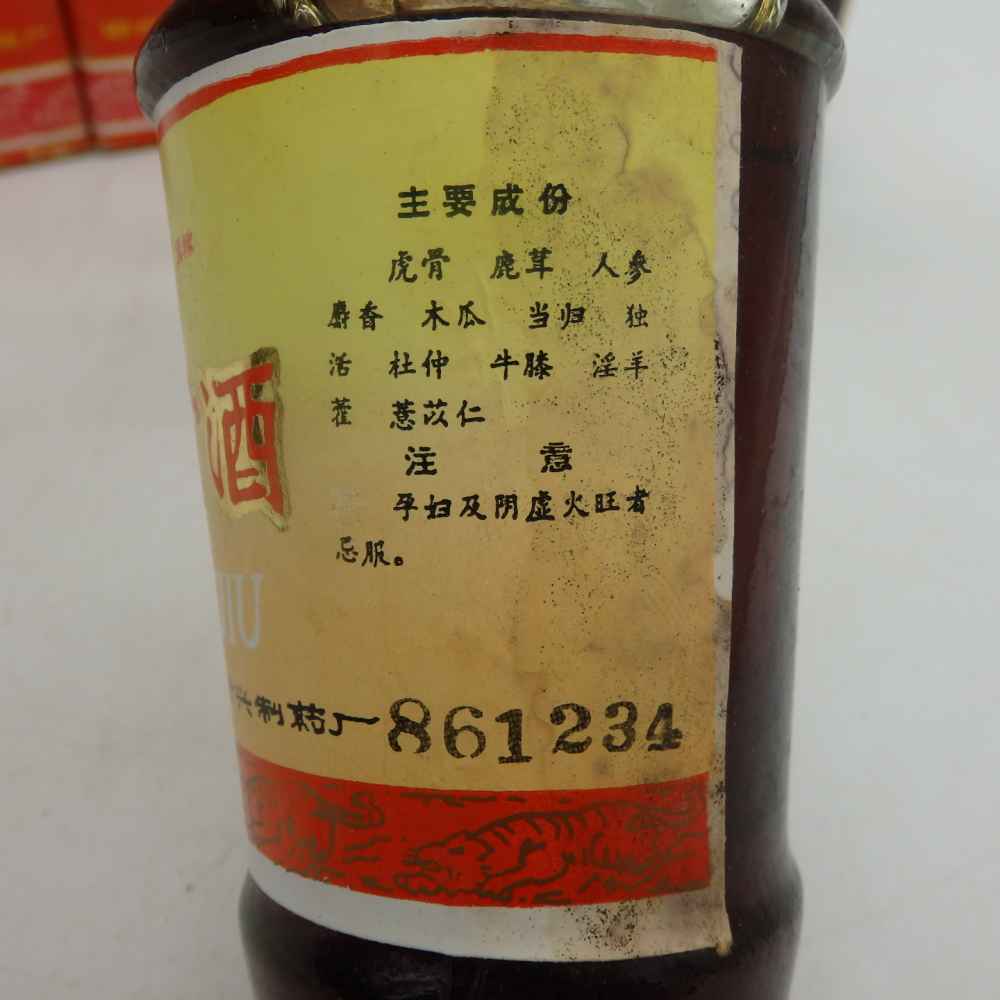 主要成份
虎骨 鹿茸 人参
麝香 木瓜 当归 独
活 杜仲 牛膝 淫羊
藿 薏苡仁
注 意
孕妇及阴虚火旺者
忌服。
酒
JIU
兴制药厂 861234